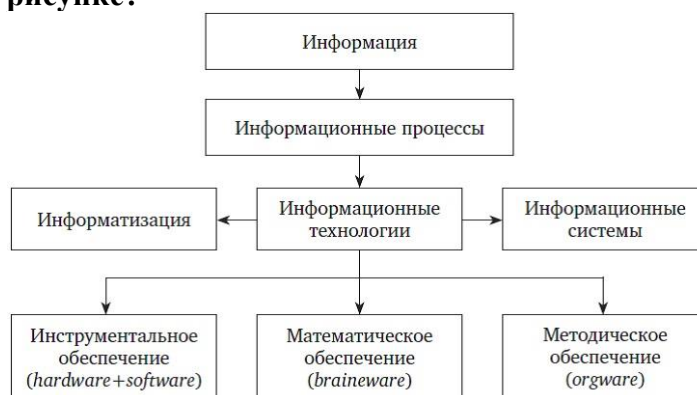 рисунке?
Информация
Информационные процессы
Информатизация
Информационные
технологии
Информационные
системы
Инструментальное
обеспечение
(hardware+software)
Математическое
обеспечение
(braineware)
Методическое
обеспечение
(orgware)